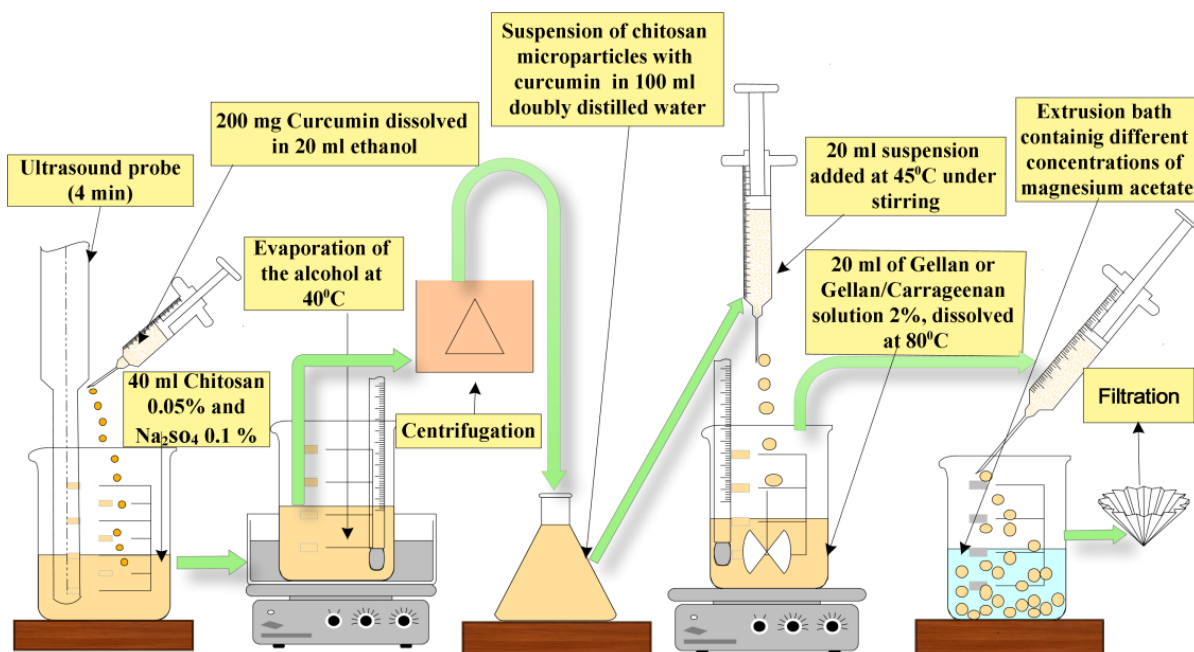 Ultrasound probe
(4 min)
200 mg Curcumin dissolved
in 20 ml ethanol
40 ml Chitosan
0.05% and
Na₂so₄ 0.1 %
Evaporation of
the alcohol at
40⁰C
Centrifugation
Suspension of chitosan
microparticles with
curcumin in 100 ml
doubly distilled water
20 ml suspension
added at 45⁰C under
stirring
20 ml of Gellan or
Gellan/Carrageenan
solution 2%, dissolved
at 80⁰C
Extrusion bath
containig different
concentrations of
magnesium acetate
Filtration